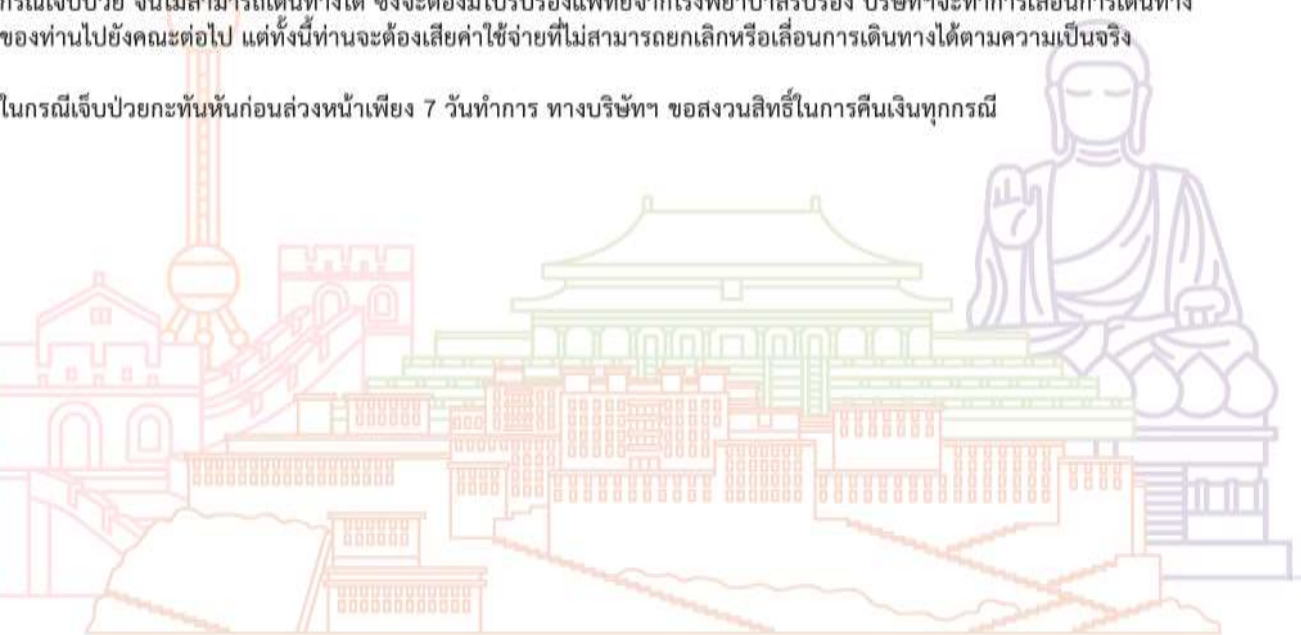 กรณีเจ็บป่วย จนไม่สามารถเดินทางได้ ซึ่งจะต้องมีใบรับรองแพทย์จากโรงพยาบาลรับรอง บริษัทฯจะทำการเลื่อนการเดินทาง
ของท่านไปยังคณะต่อไป แต่ทั้งนี้ท่านจะต้องเสียค่าใช้จ่ายที่ไม่สามารถยกเลิกหรือเลื่อนการเดินทางได้ตามความเป็นจริง
ในกรณีเจ็บป่วยกะทันหันก่อนล่วงหน้าเพียง 7 วันทำการ ทางบริษัทฯ ขอสงวนสิทธิ์ในการคืนเงินทุกกรณี